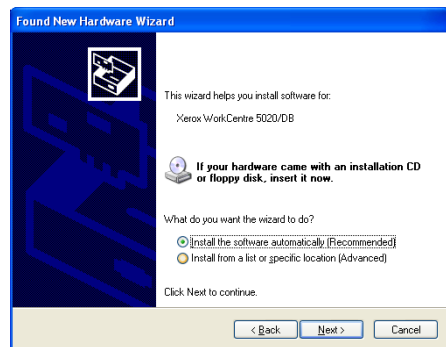 Found New Hardware Wizard
This wizard helps you install software for:
Xerox WorkCentre 5020/DB
If your hardware came with an installation CD
or floppy disk, insert it now.
What do you want the wizard to do?
Install the software automatically (Recommended)
Install from a list or specific location (Advanced)
Click Next to continue.
< Back Next > Cancel